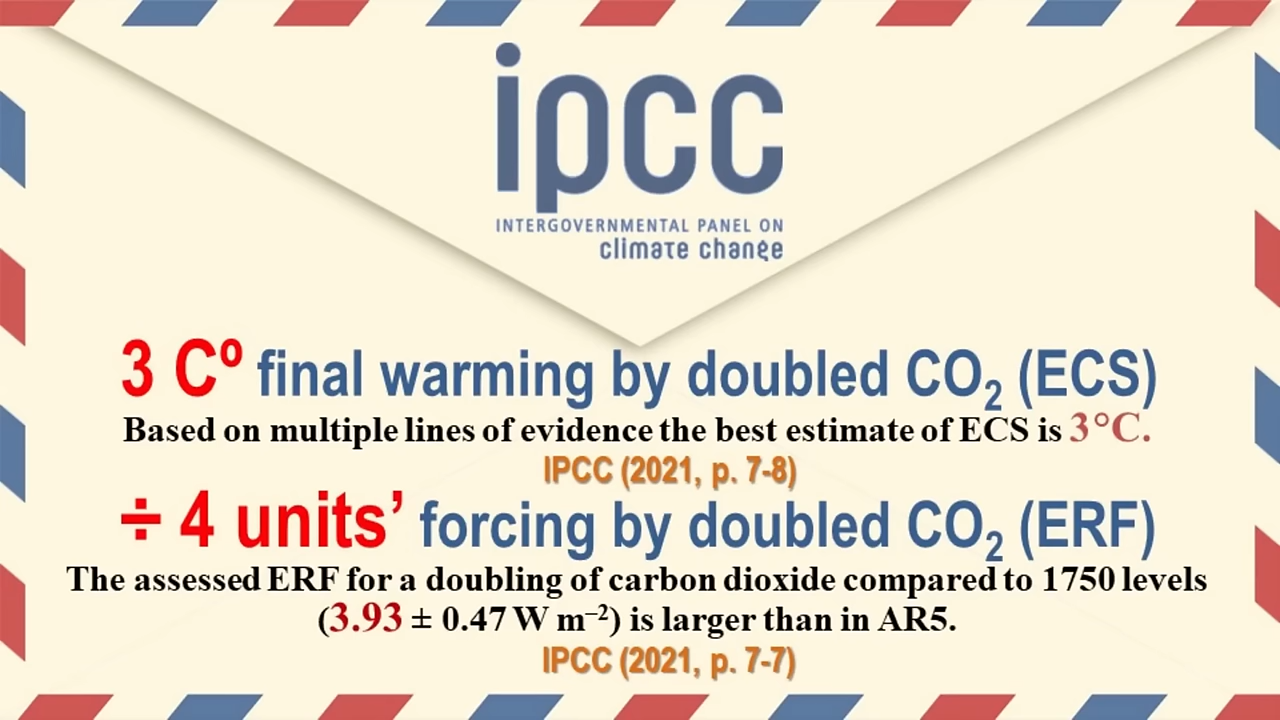 ipcc
INTERGOVERNMENTAL PANEL ON
climate change
3 Cº final warming by doubled CO₂ (ECS)
Based on multiple lines of evidence the best estimate of ECS is 3°C.
IPCC (2021, p. 7-8)
÷ 4 units’ forcing by doubled CO₂ (ERF)
The assessed ERF for a doubling of carbon dioxide compared to 1750 levels
(3.93 ± 0.47 W m⁻²) is larger than in AR5.
IPCC (2021, p. 7-7)